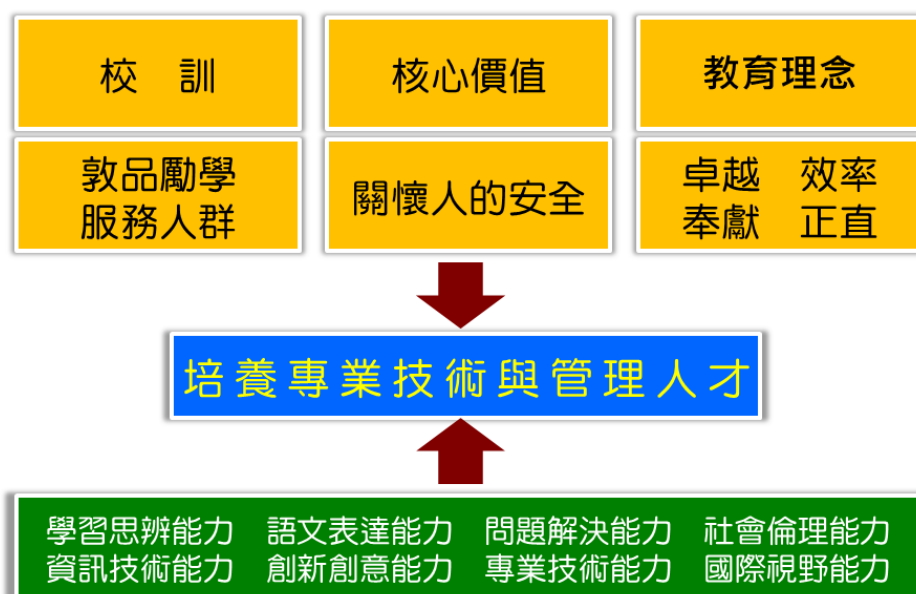 校 訓
核心價值
教育理念
敦品勵學
服務人群
關懷人的安全
卓越 效率
奉獻 正直
培養專業技術與管理人才
學習思辨能力 語文表達能力 問題解決能力 社會倫理能力
資訊技術能力 創新創意能力 專業技術能力 國際視野能力